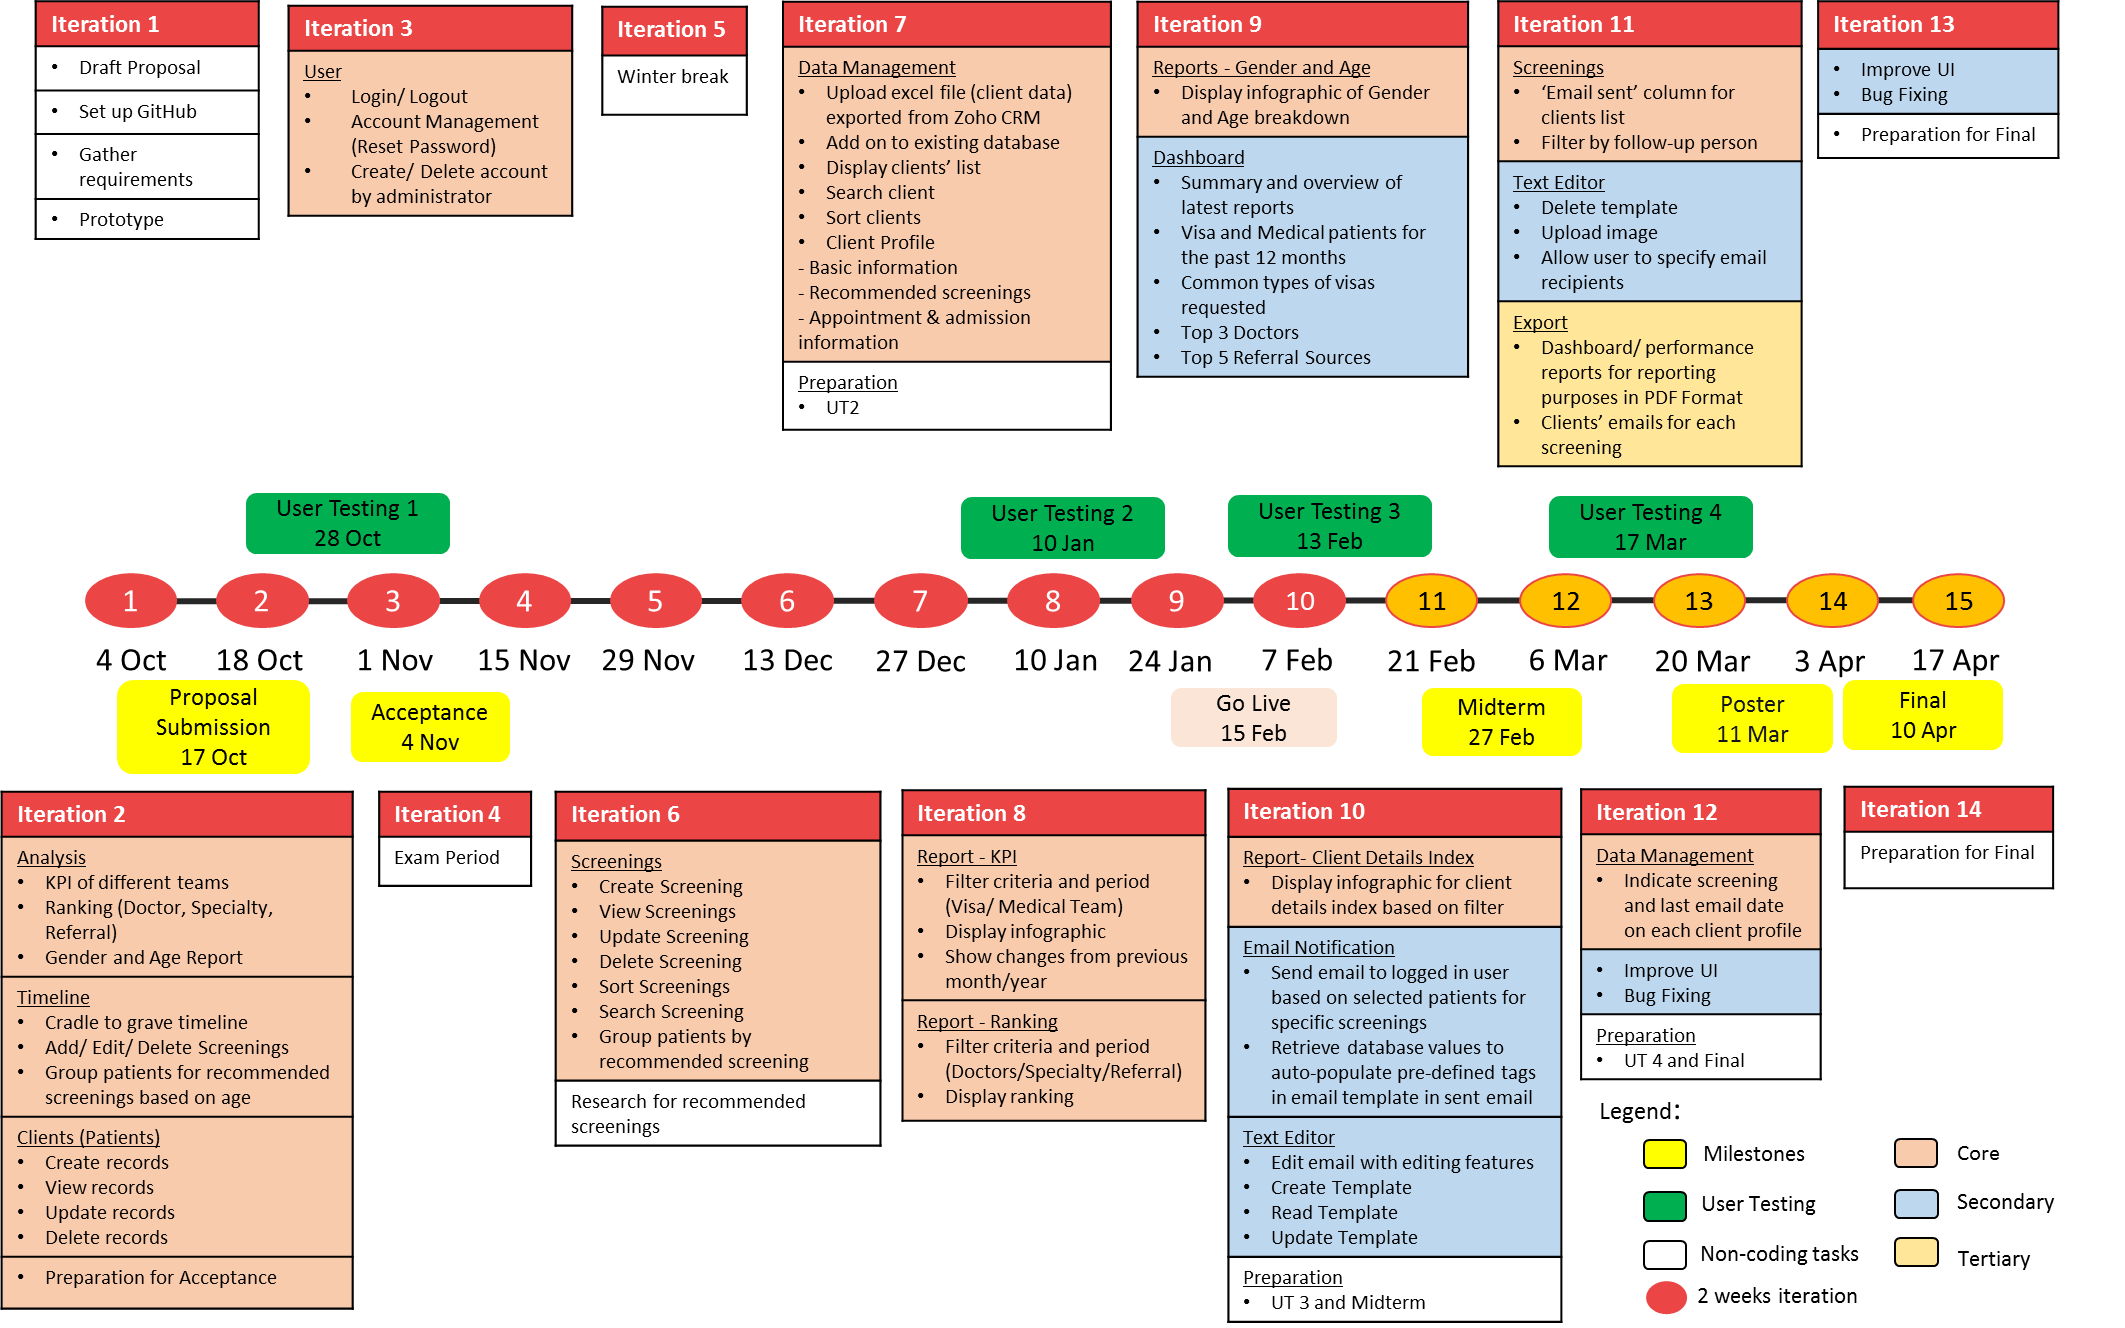 Iteration 1
• Draft Proposal
• Set up GitHub
• Gather
requirements
• Prototype
Iteration 3
User
• Login/ Logout
• Account Management
(Reset Password)
• Create/ Delete account
by administrator
Iteration 5
Winter break
Iteration 7
Data Management
• Upload excel file (client data)
exported from Zoho CRM
• Add on to existing database
• Display clients’ list
• Search client
• Sort clients
• Client Profile
- Basic information
- Recommended screenings
- Appointment & admission
information
Preparation
• UT2
Iteration 9
Reports - Gender and Age
• Display infographic of Gender
and Age breakdown
Dashboard
• Summary and overview of
latest reports
• Visa and Medical patients for
the past 12 months
• Common types of visas
requested
• Top 3 Doctors
• Top 5 Referral Sources
Iteration 11
Screenings
• ‘Email sent’ column for
clients list
• Filter by follow-up person
Text Editor
• Delete template
• Upload image
• Allow user to specify email
recipients
Export
• Dashboard/ performance
reports for reporting
purposes in PDF Format
• Clients’ emails for each
screening
Iteration 13
• Improve UI
• Bug Fixing
• Preparation for Final
User Testing 1
28 Oct
User Testing 2
10 Jan
User Testing 3
13 Feb
User Testing 4
17 Mar
1
2
3
4
5
6
7
8
9
10
11
12
13
14
15
4 Oct
18 Oct
1 Nov
15 Nov
29 Nov
13 Dec
27 Dec
10 Jan
24 Jan
7 Feb
21 Feb
6 Mar
20 Mar
3 Apr
17 Apr
Proposal
Submission
17 Oct
Acceptance
4 Nov
Go Live
15 Feb
Midterm
27 Feb
Poster
11 Mar
Final
10 Apr
Iteration 2
Analysis
• KPI of different teams
• Ranking (Doctor, Specialty,
Referral)
• Gender and Age Report
Timeline
• Cradle to grave timeline
• Add/ Edit/ Delete Screenings
• Group patients for recommended
screenings based on age
Clients (Patients)
• Create records
• View records
• Update records
• Delete records
• Preparation for Acceptance
Iteration 4
Exam Period
Iteration 6
Screenings
• Create Screening
• View Screenings
• Update Screening
• Delete Screening
• Sort Screenings
• Search Screening
• Group patients by
recommended screening
Research for recommended
screenings
Iteration 8
Report - KPI
• Filter criteria and period
(Visa/ Medical Team)
• Display infographic
• Show changes from previous
month/year
Report - Ranking
• Filter criteria and period
(Doctors/Specialty/Referral)
• Display ranking
Iteration 10
Report- Client Details Index
• Display infographic for client
details index based on filter
Email Notification
• Send email to logged in user
based on selected patients for
specific screenings
• Retrieve database values to
auto-populate pre-defined tags
in email template in sent email
Text Editor
• Edit email with editing features
• Create Template
• Read Template
• Update Template
Preparation
• UT 3 and Midterm
Iteration 12
Data Management
• Indicate screening
and last email date
on each client profile
• Improve UI
• Bug Fixing
Preparation
• UT 4 and Final
Iteration 14
Preparation for Final
Legend:
Milestones
User Testing
Non-coding tasks
2 weeks iteration
Core
Secondary
Tertiary